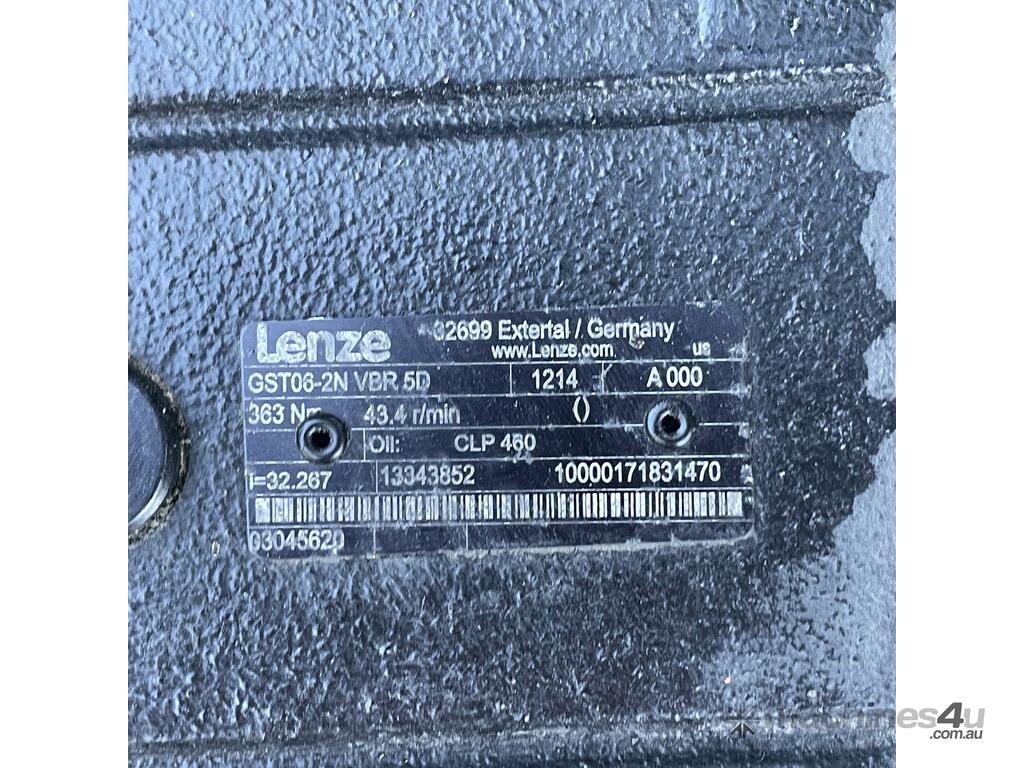 Lenze
32699 Extertal / Germany
www.Lenze.com
us
GST06-2N VBR 5D 1214 A 000
363 Nm 43.4 r/min ()
Oil: CLP 460
i=32.267 13343852 10000171831470
03045620
machines4u
.com.au